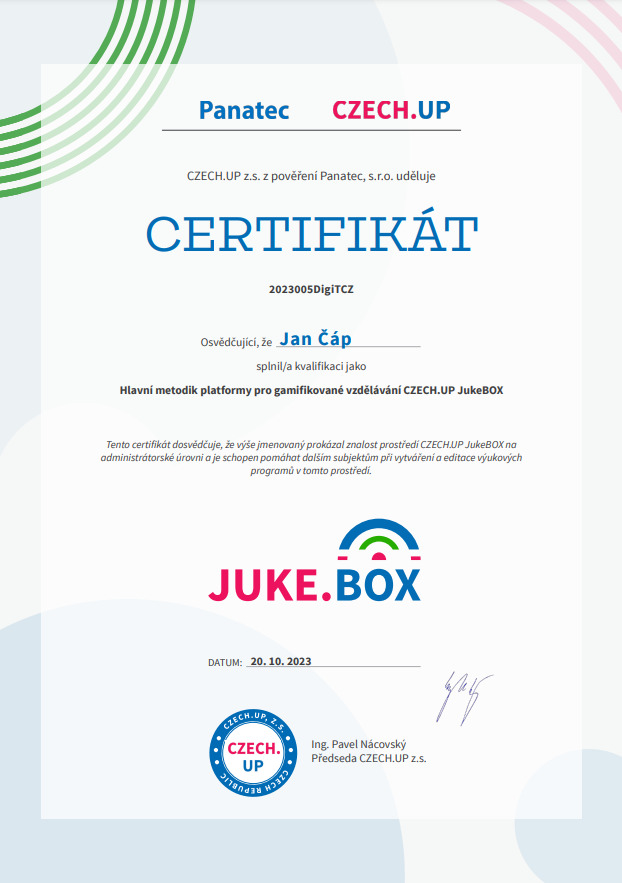 Panatec CZECH.UP
CZECH.UP z.s. z pověření Panatec, s.r.o. uděluje
CERTIFIKÁT
2023005DigiTCZ
Osvědčující, že Jan Čáp
splnil/a kvalifikaci jako
Hlavní metodik platformy pro gamifikované vzdělávání CZECH.UP JukeBOX
Tento certifikát dosvědčuje, že výše jmenovaný prokázal znalost prostředí CZECH.UP JukeBOX na
administrátorské úrovni a je schopen pomáhat dalším subjektům při vytváření a editace výukových
programů v tomto prostředí.
JUKE.BOX
DATUM: 20. 10. 2023
CZECH.UP, Z.S.
CZECH.
UP
CZECH REPUBLIC
Ing. Pavel Nácovský
Předseda CZECH.UP z.s.